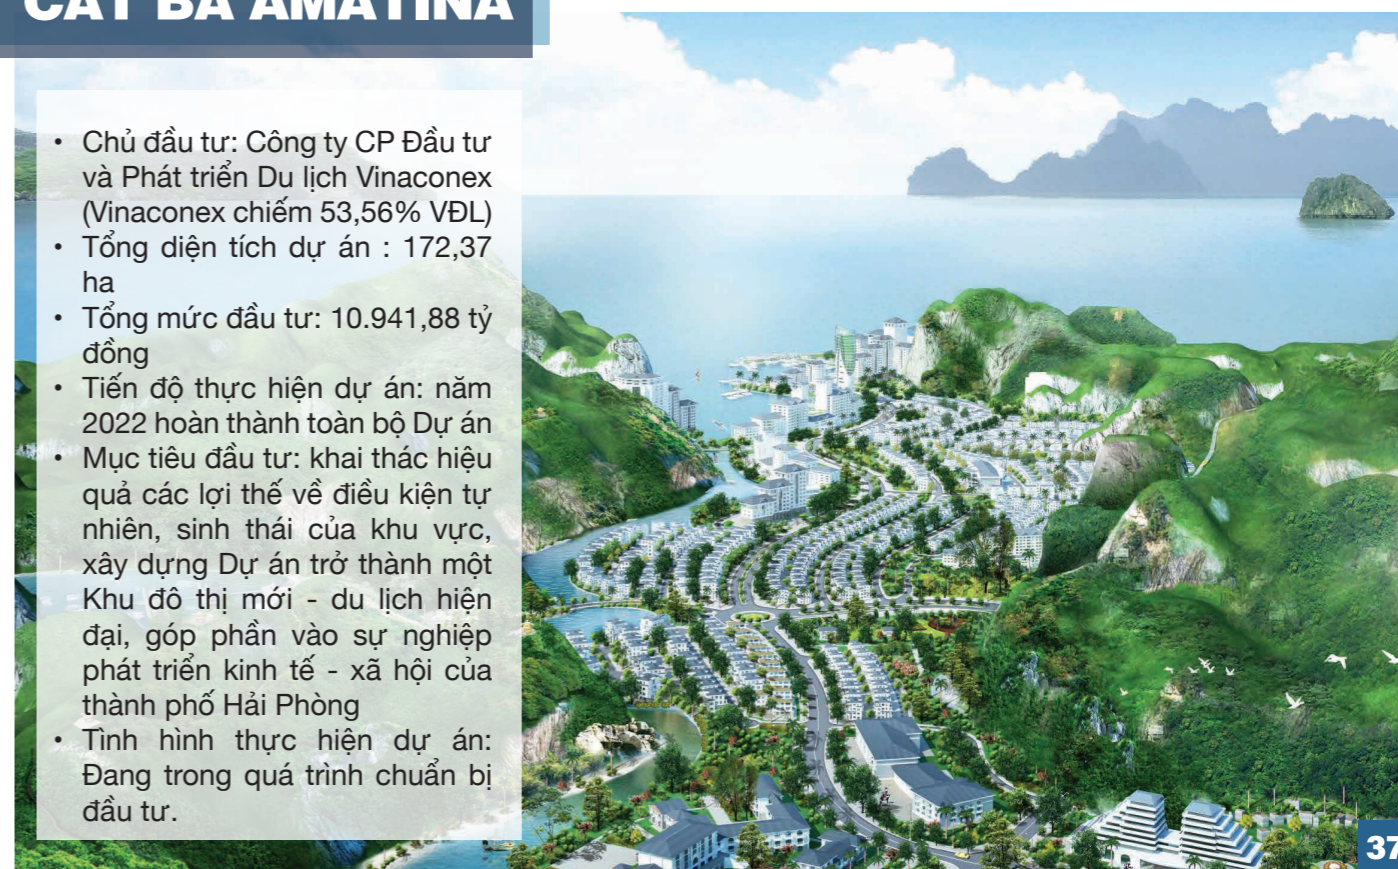 CÁT BÀ AMATINA
• Chủ đầu tư: Công ty CP Đầu tư
và Phát triển Du lịch Vinaconex
(Vinaconex chiếm 53,56% VĐL)
• Tổng diện tích dự án : 172,37
ha
• Tổng mức đầu tư: 10.941,88 tỷ
đồng
• Tiến độ thực hiện dự án: năm
2022 hoàn thành toàn bộ Dự án
• Mục tiêu đầu tư: khai thác hiệu
quả các lợi thế về điều kiện tự
nhiên, sinh thái của khu vực,
xây dựng Dự án trở thành một
Khu đô thị mới - du lịch hiện
đại, góp phần vào sự nghiệp
phát triển kinh tế - xã hội của
thành phố Hải Phòng
• Tình hình thực hiện dự án:
Đang trong quá trình chuẩn bị
đầu tư.
37